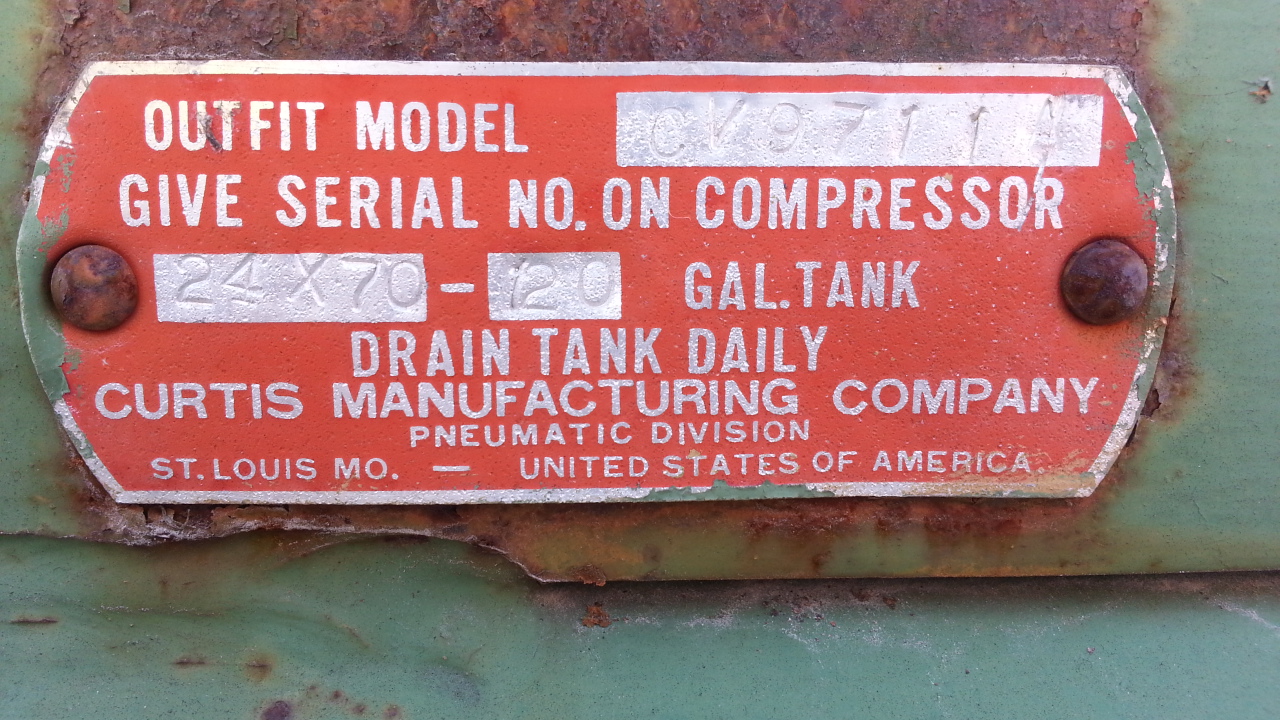 OUTFIT MODEL CV9711A
GIVE SERIAL NO. ON COMPRESSOR
24X70 - 120 GAL. TANK
DRAIN TANK DAILY
CURTIS MANUFACTURING COMPANY
PNEUMATIC DIVISION
ST. LOUIS MO. — UNITED STATES OF AMERICA.